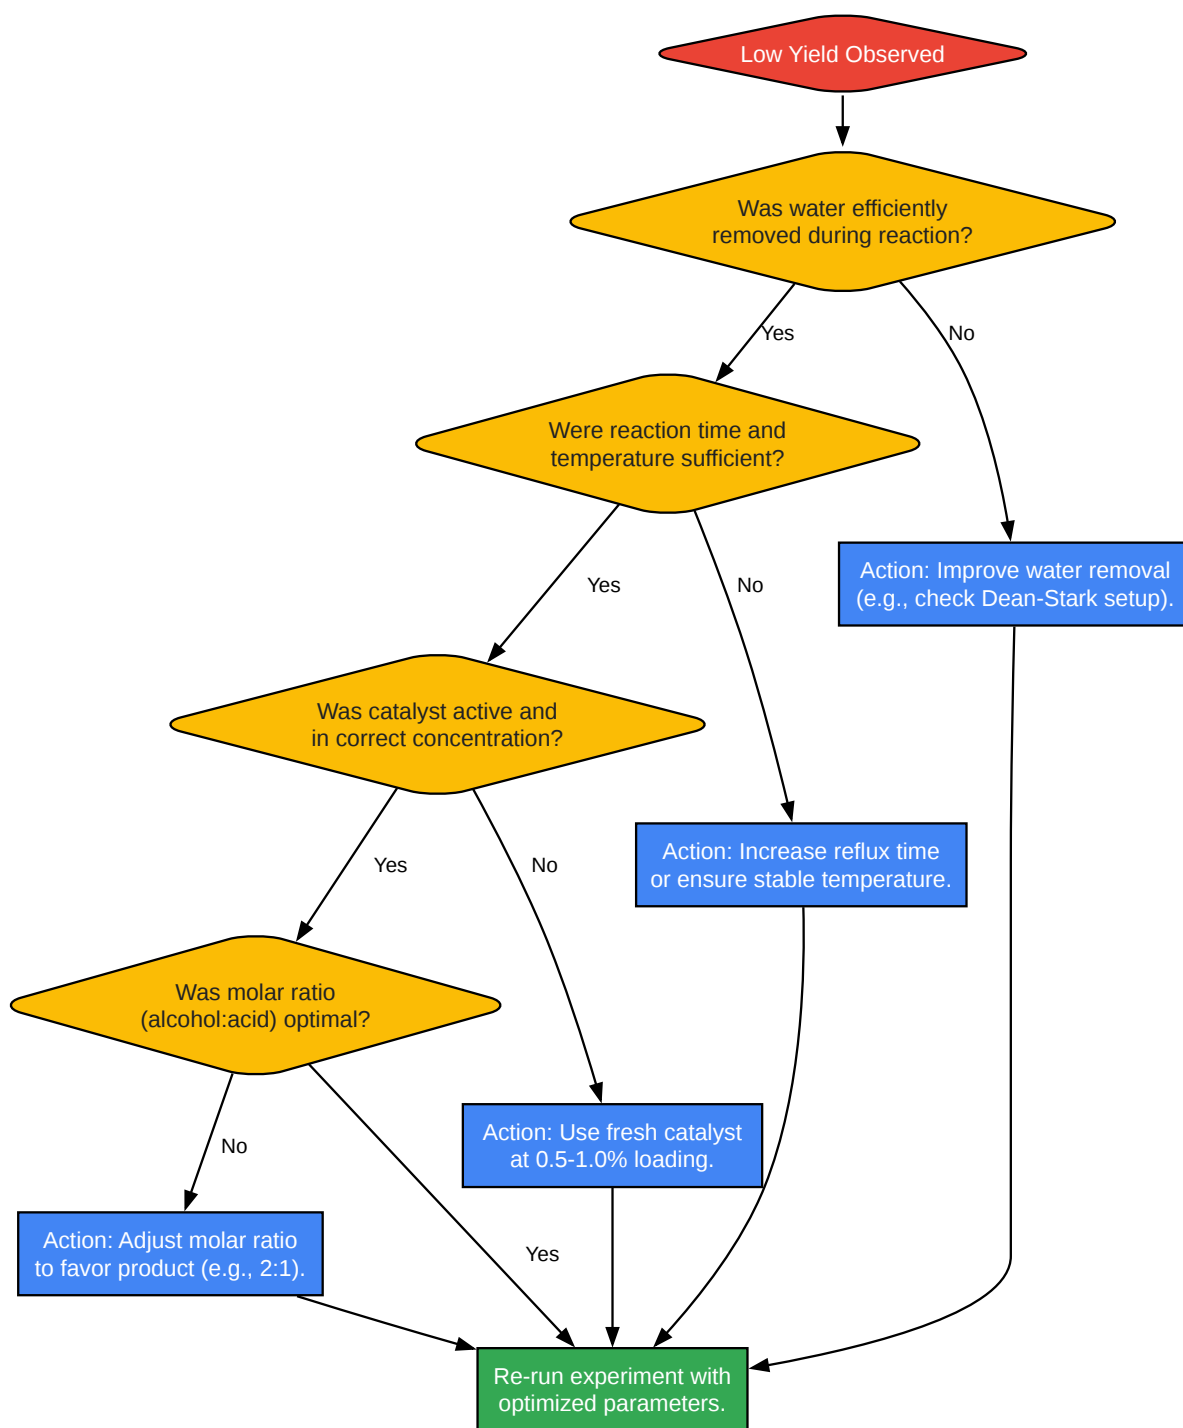 Low Yield Observed
Was water efficiently
removed during reaction?
Yes
No
Were reaction time and
temperature sufficient?
Yes
No
Action: Improve water removal
(e.g., check Dean-Stark setup).
Was catalyst active and
in correct concentration?
Yes
No
Action: Increase reflux time
or ensure stable temperature.
Was molar ratio
(alcohol:acid) optimal?
No
Yes
Action: Use fresh catalyst
at 0.5-1.0% loading.
Action: Adjust molar ratio
to favor product (e.g., 2:1).
Re-run experiment with
optimized parameters.